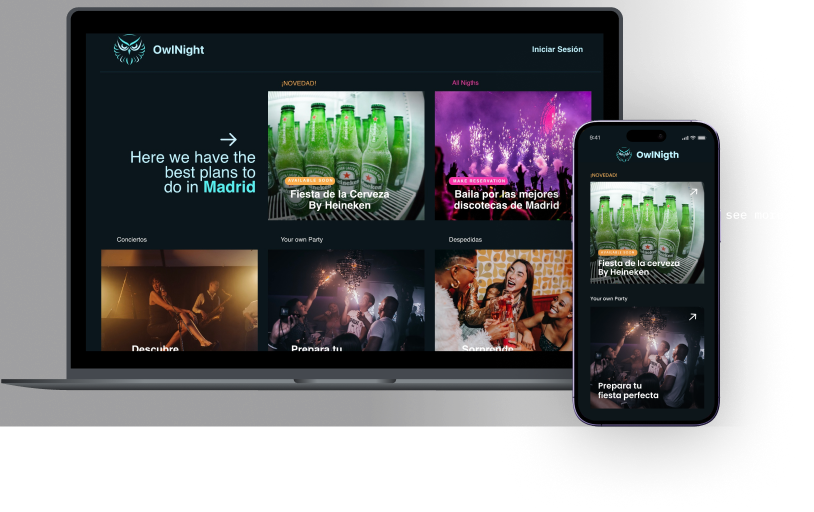 OwlNight
Iniciar Sesión
¡NOVEDAD!
All Nigths
Here we have the
best plans to
do in Madrid
AVAILABLE SOON
Fiesta de la Cerveza
By Heineken
MAKE RESERVATION
Baila por las mejores
discotecas de Madrid
Conciertos
Your own Party
Despedidas
Descubre
Prepara tu
Sorprende
9:41
OwlNigth
¡NOVEDAD!
AVAILABLE SOON
Fiesta de la cerveza
By Heineken
Your own Party
Prepara tu
fiesta perfecta
see